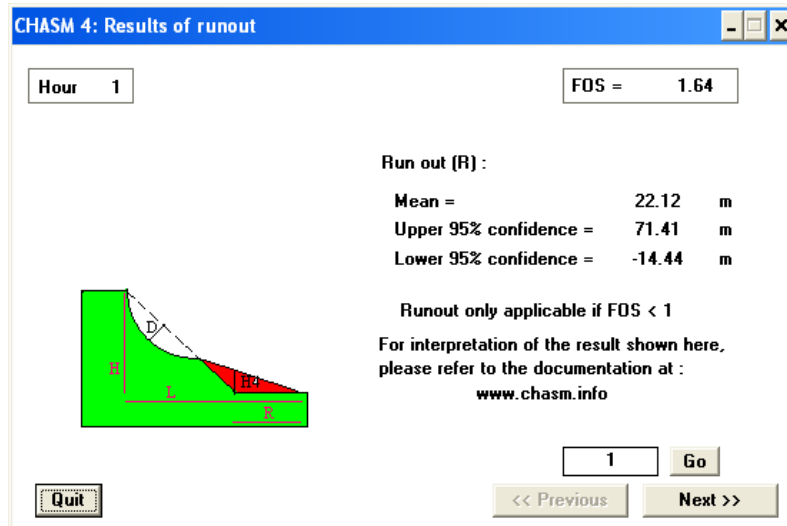 CHASM 4: Results of runout
Hour 1
FOS = 1.64
Run out (R) :
Mean = 22.12 m
Upper 95% confidence = 71.41 m
Lower 95% confidence = -14.44 m
Runout only applicable if FOS < 1
For interpretation of the result shown here,
please refer to the documentation at :
www.chasm.info
D
H
H4
L
R
1 Go
Quit << Previous Next >>